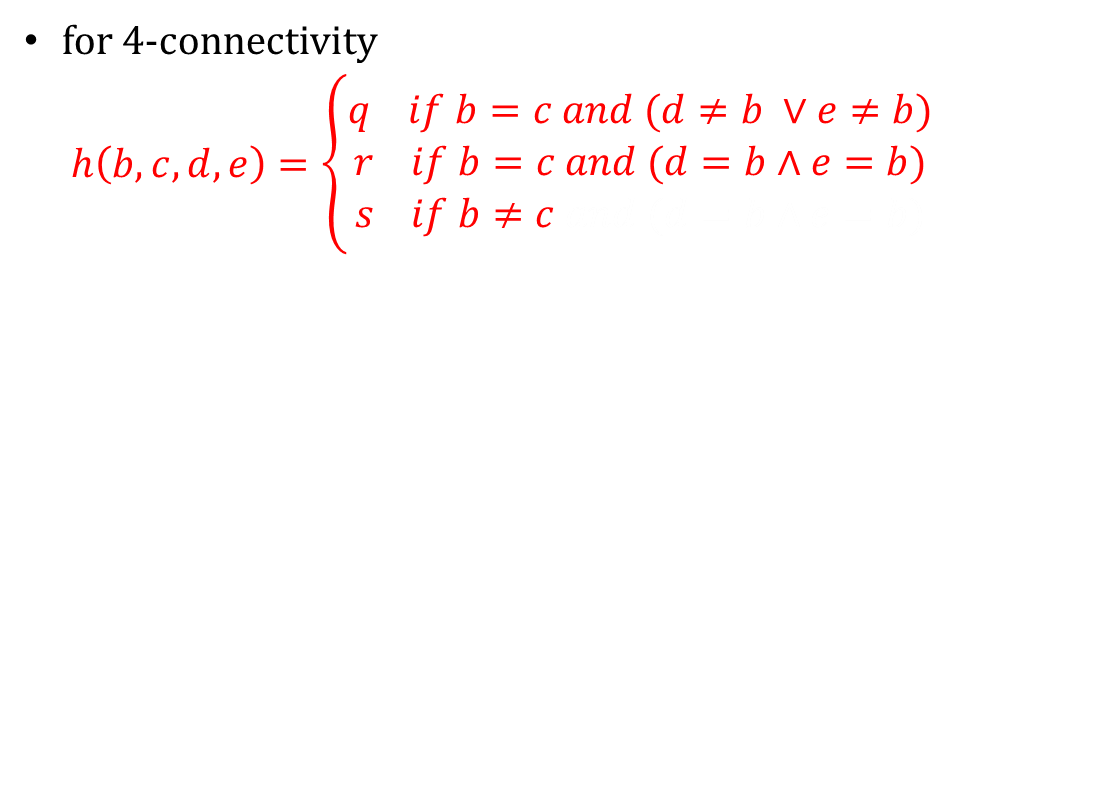 • for 4-connectivity
q if b = c and (d ≠ b ∨ e ≠ b)
h(b, c, d, e) = { r if b = c and (d = b ∧ e = b)
s if b ≠ c